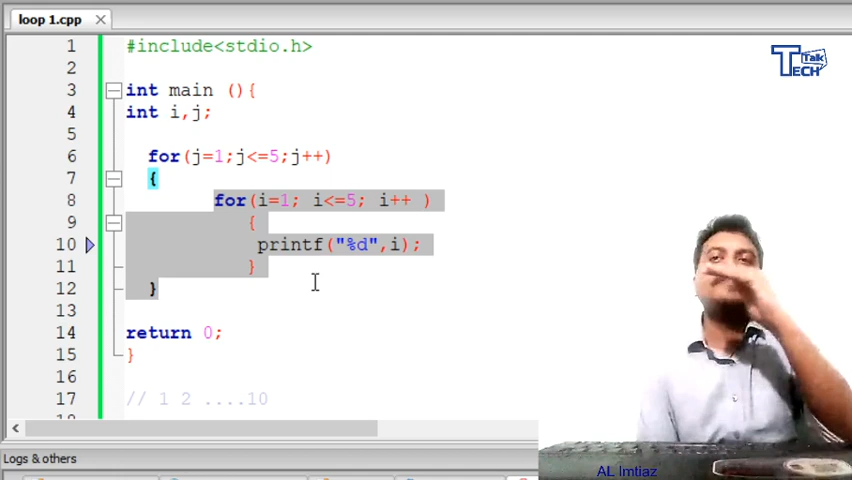 loop 1.cpp
Talk
TECH
1 #include<stdio.h>
2
3 int main (){
4 int i,j;
5
6 for(j=1;j<=5;j++)
7 {
8 for(i=1; i<=5; i++ )
9 {
10 printf("%d",i);
11 }
12 }
13
14 return 0;
15 }
16
17 // 1 2 ....10
Logs & others
AL Imtiaz